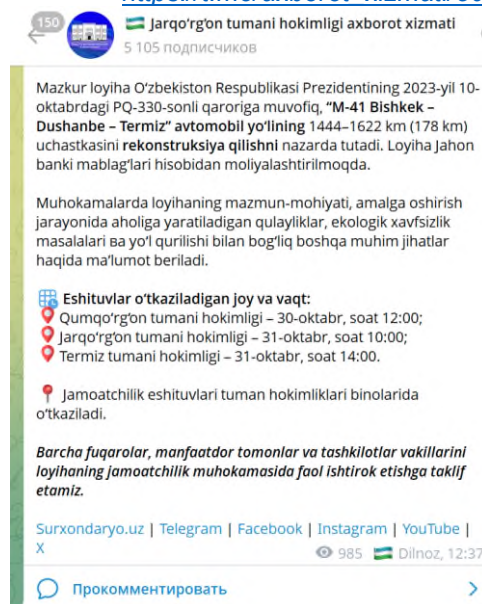 150
Jarqo‘rg‘on tumani hokimligi axborot xizmati
5 105 подписчиков
Mazkur loyiha O‘zbekiston Respublikasi Prezidentining 2023-yil 10-
oktabrdagi PQ-330-sonli qaroriga muvofiq, “M-41 Bishkek –
Dushanbe – Termiz” avtomobil yo‘lining 1444–1622 km (178 km)
uchastkasini rekonstruksiya qilishni nazarda tutadi. Loyiha Jahon
banki mablag‘lari hisobidan moliyalashtirilmoqda.
Muhokamalarda loyihaning mazmun-mohiyati, amalga oshirish
jarayonida aholiga yaratiladigan qulayliklar, ekologik xavfsizlik
masalalari ва yo‘l qurilishi bilan bog‘liq boshqa muhim jihatlar
haqida ma’lumot beriladi.
Eshituvlar o‘tkaziladigan joy va vaqt:
Qumqo‘rg‘on tumani hokimligi – 30-oktabr, soat 12:00;
Jarqo‘rg‘on tumani hokimligi – 31-oktabr, soat 10:00;
Termiz tumani hokimligi – 31-oktabr, soat 14:00.
Jamoatchilik eshituvlari tuman hokimliklari binolarida
o‘tkaziladi.
Barcha fuqarolar, manfaatdor tomonlar va tashkilotlar vakillarini
loyihaning jamoatchilik muhokamasida faol ishtirok etishga taklif
etamiz.
Surxondaryo.uz | Telegram | Facebook | Instagram | YouTube |
X
985 Dilnoz, 12:37
Прокомментировать